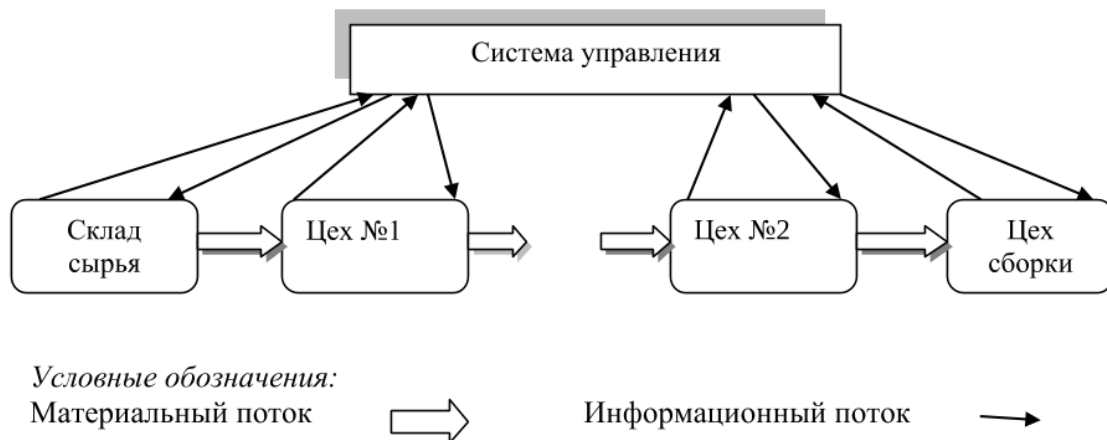 Система управления
Склад
сырья
Цех №1
Цех №2
Цех
сборки
Условные обозначения:
Материальный поток
Информационный поток